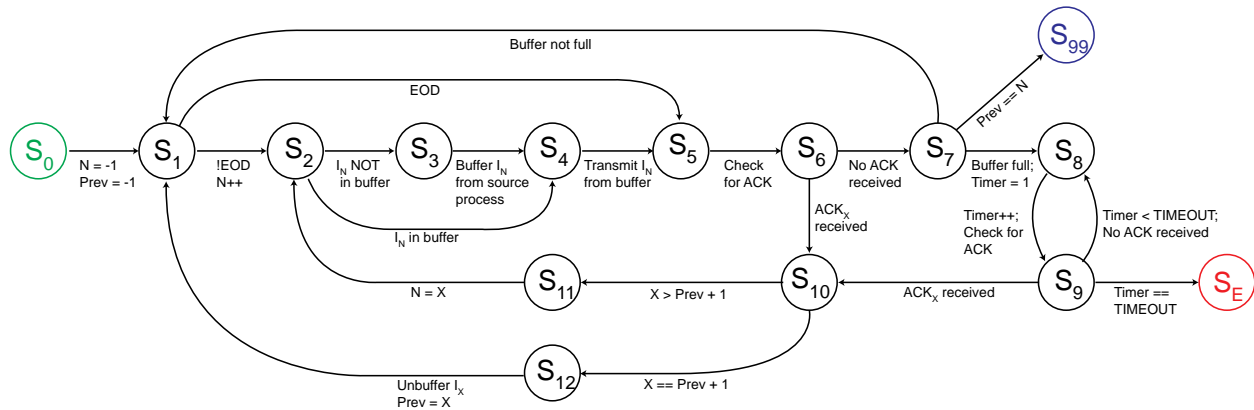 Buffer not full
S99
EOD
Prev == N
S0
S1
S2
S3
S4
S5
S6
S7
S8
N = -1
Prev = -1
!EOD
N++
IN NOT
in buffer
Buffer IN
from source
process
Transmit IN
from buffer
Check
for ACK
No ACK
received
Buffer full;
Timer = 1
IN in buffer
ACKX
received
Timer++;
Check for
ACK
Timer < TIMEOUT;
No ACK received
S11
S10
S9
SE
N = X
X > Prev + 1
ACKX received
Timer ==
TIMEOUT
S12
Unbuffer IX
Prev = X
X == Prev + 1